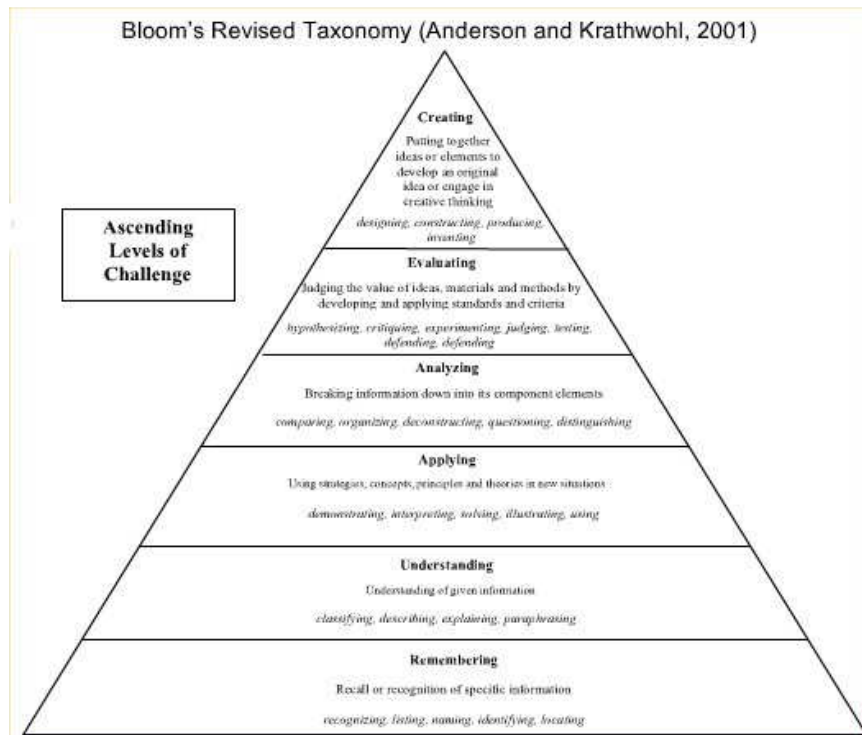 Bloom's Revised Taxonomy (Anderson and Krathwohl, 2001)
Ascending
Levels of
Challenge
Creating
Putting together
ideas or elements to
develop an original
idea or engage in
creative thinking
designing, constructing, producing,
inventing
Evaluating
Judging the value of ideas, materials and methods by
developing and applying standards and criteria
hypothesizing, critiquing, experimenting, judging, testing,
defending, defending
Analyzing
Breaking information down into its component elements
comparing, organizing, deconstructing, questioning, distinguishing
Applying
Using strategies, concepts, principles and theories in new situations
demonstrating, interpreting, solving, illustrating, using
Understanding
Understanding of given information
classifying, describing, explaining, paraphrasing
Remembering
Recall or recognition of specific information
recognizing, listing, naming, identifying, locating